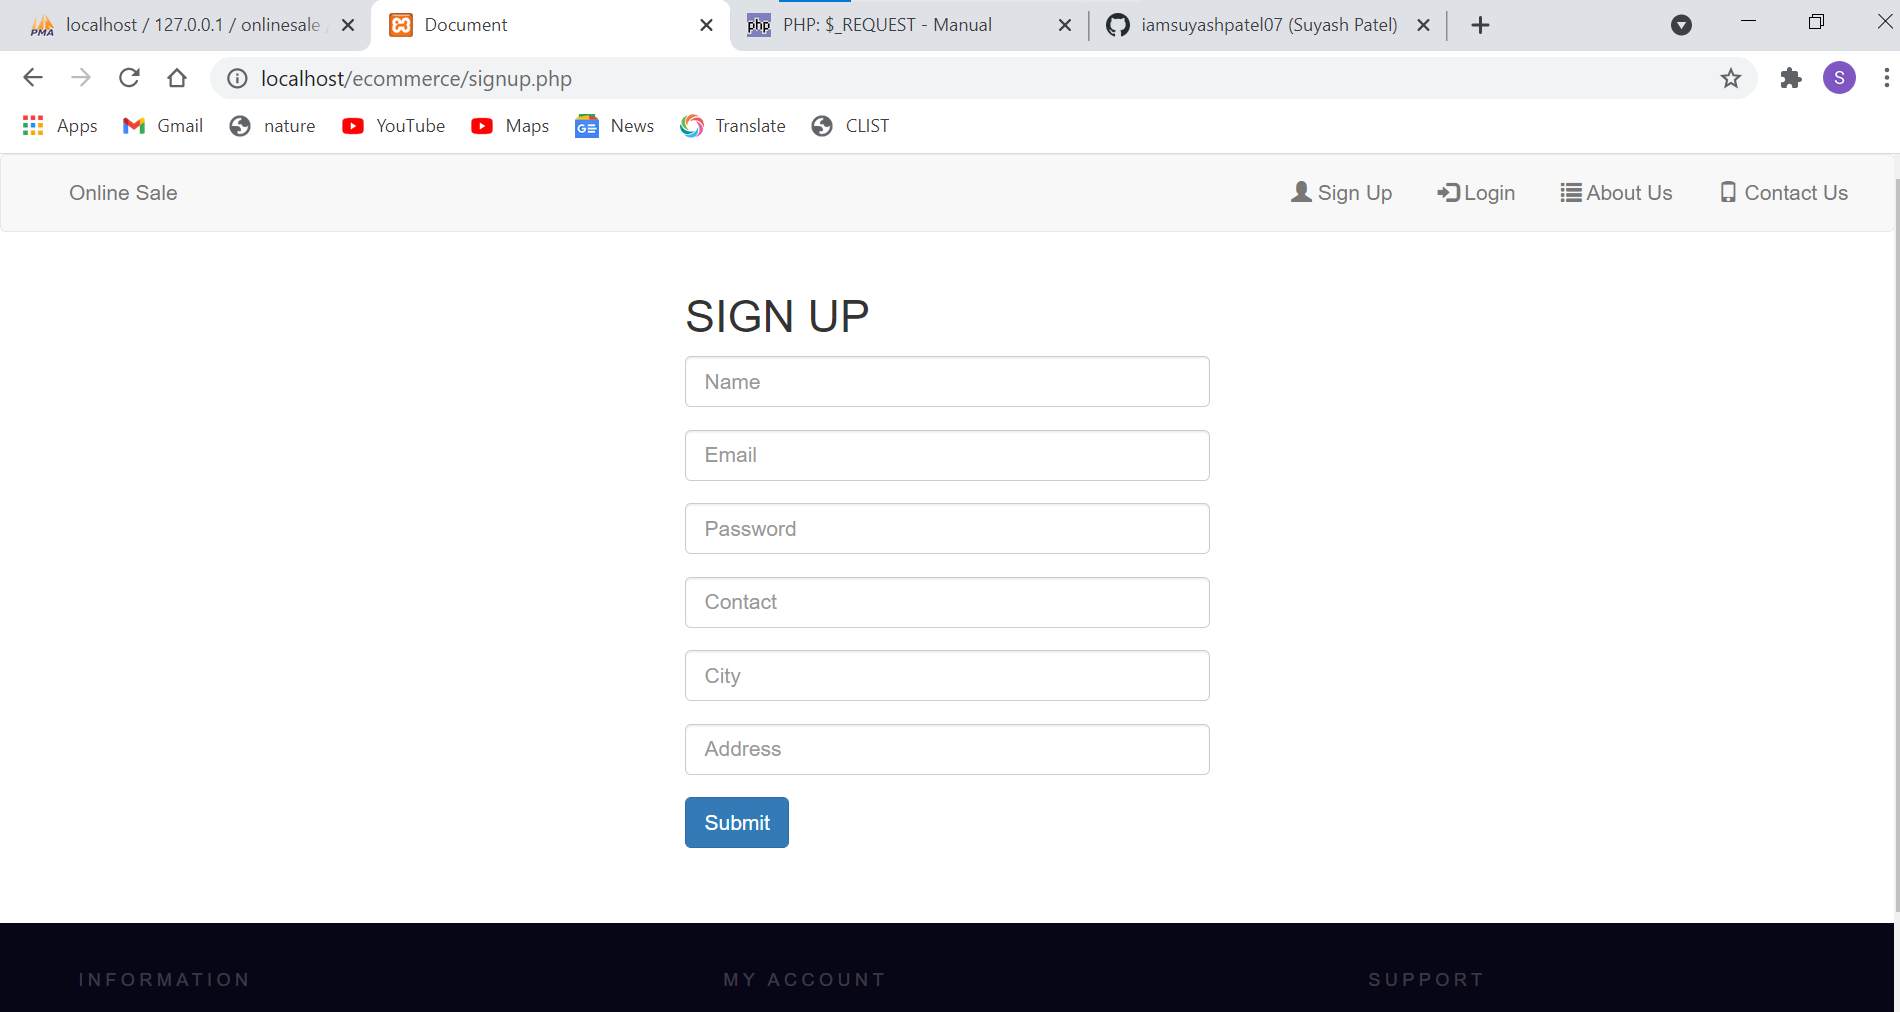 localhost / 127.0.0.1 / onlinesale
Document
PHP: $_REQUEST - Manual
iamsuyashpatel07 (Suyash Patel)
localhost/ecommerce/signup.php
S
Apps
Gmail
nature
YouTube
Maps
News
Translate
CLIST
Online Sale
Sign Up
Login
About Us
Contact Us
SIGN UP
Name
Email
Password
Contact
City
Address
Submit
INFORMATION
MY ACCOUNT
SUPPORT